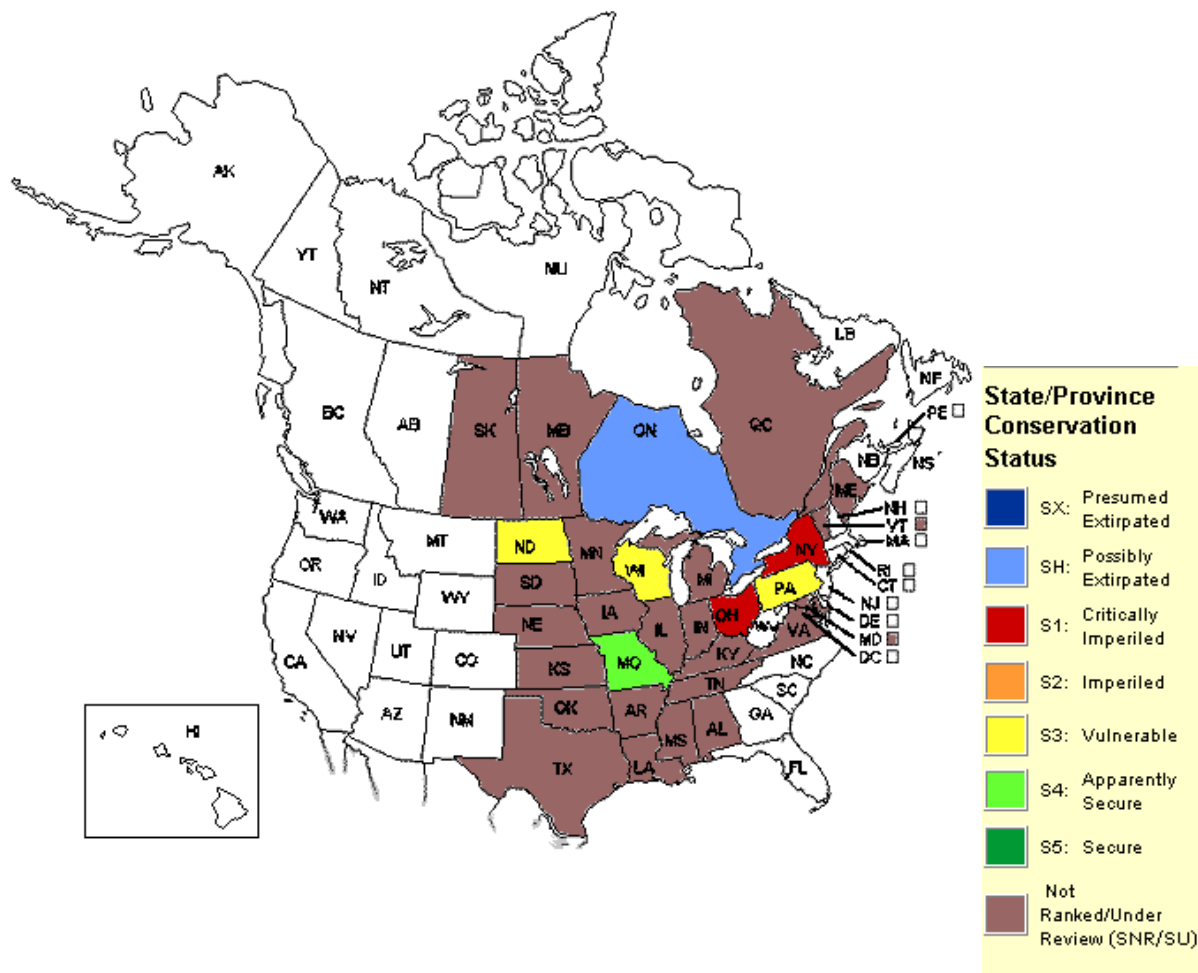 AK
YT
NT
NU
BC
AB
SK
MB
ON
QC
LB
NF
PE
NB
NS
ME
NH
VT
MA
RI
CT
NJ
DE
MD
DC
WA
MT
ND
MN
WI
MI
NY
PA
OR
ID
WY
SD
IA
NE
IL
IN
OH
WV
VA
NV
UT
CO
KS
MO
KY
NC
CA
TN
SC
AZ
NM
OK
AR
MS
AL
GA
TX
LA
FL
HI
State/Province
Conservation
Status
SX: Presumed
Extirpated
SH: Possibly
Extirpated
S1: Critically
Imperiled
S2: Imperiled
S3: Vulnerable
S4: Apparently
Secure
S5: Secure
Not
Ranked/Under
Review (SNR/SU)